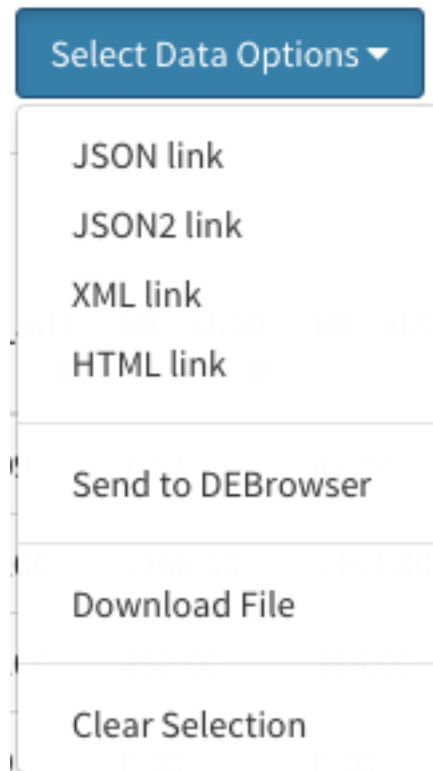 Select Data Options
JSON link
JSON2 link
XML link
HTML link
Send to DEBrowser
Download File
Clear Selection